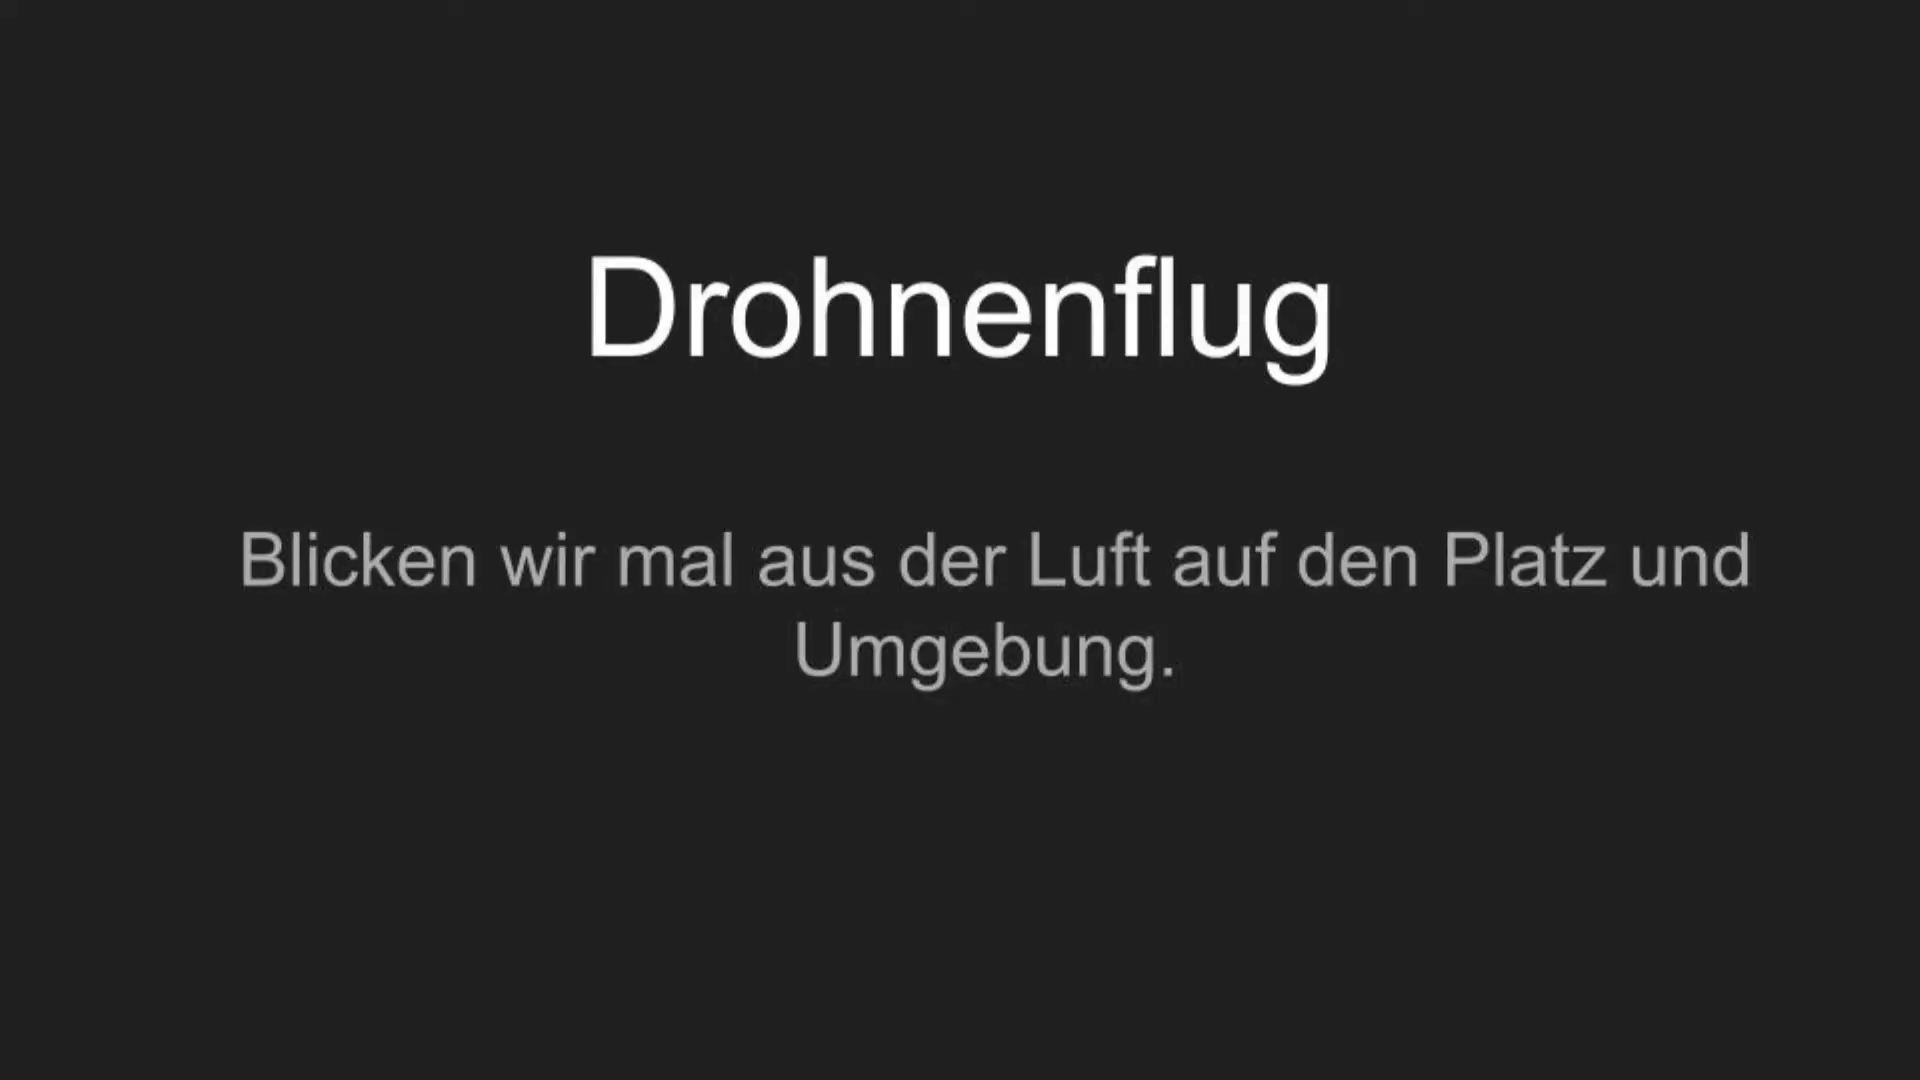 Drohnenflug
Blicken wir mal aus der Luft auf den Platz und
Umgebung.